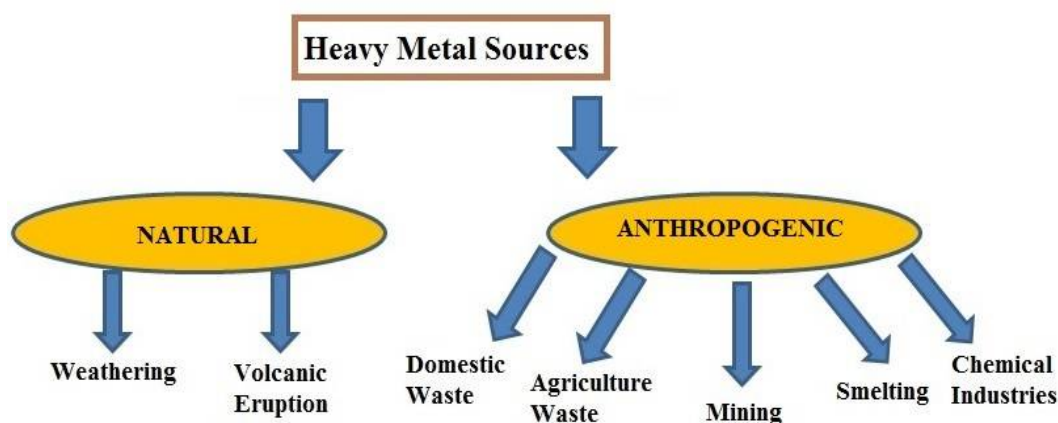 Heavy Metal Sources
NATURAL
ANTHROPOGENIC
Weathering
Volcanic
Eruption
Domestic
Waste
Agriculture
Waste
Mining
Smelting
Chemical
Industries